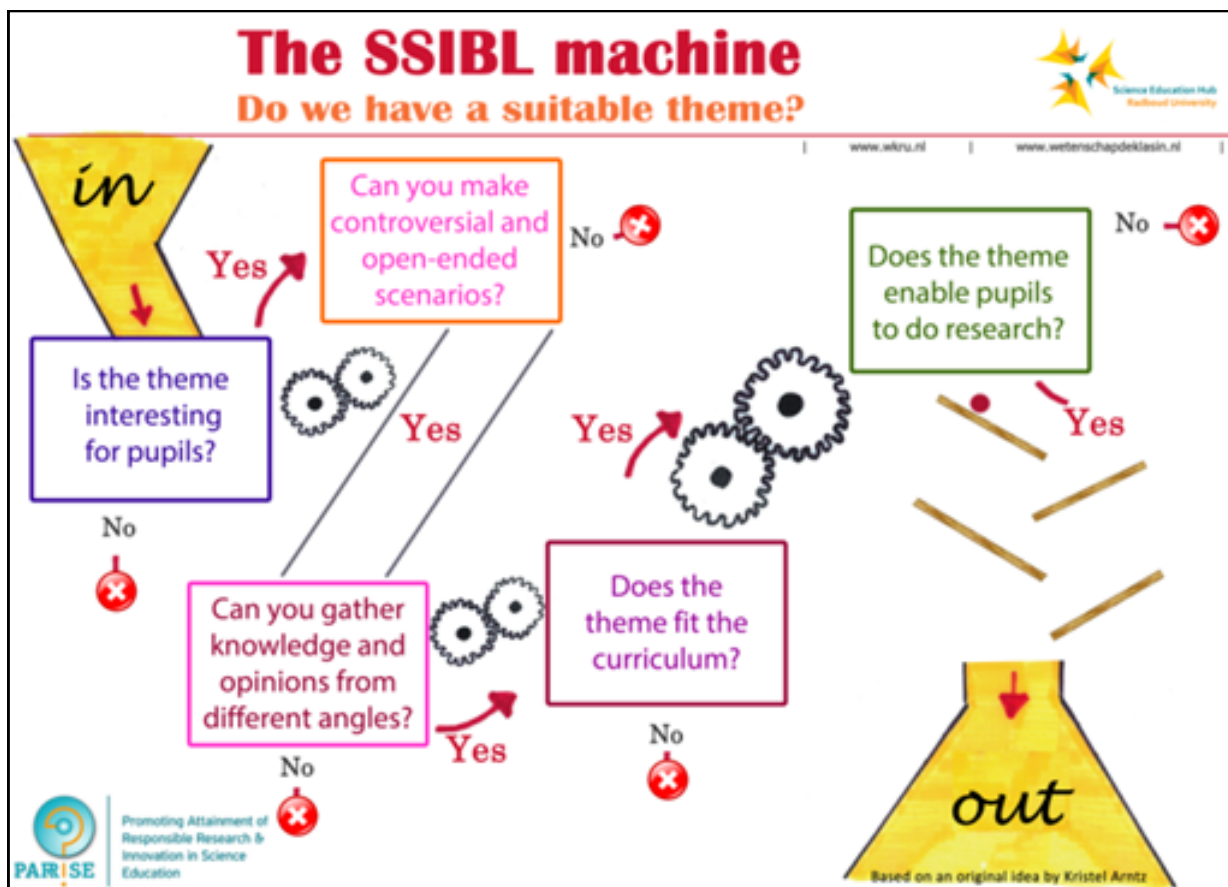 The SSIBL machine
Do we have a suitable theme?
Science Education Hub
Radboud University
| www.wkru.nl | www.wetenschapdeklasin.nl |
in
Is the theme
interesting
for pupils?
No
Yes
Can you make
controversial and
open-ended
scenarios?
No
Yes
Can you gather
knowledge and
opinions from
different angles?
No
Yes
Does the
theme fit the
curriculum?
No
Yes
Does the theme
enable pupils
to do research?
No
Yes
out
Based on an original idea by Kristel Arntz
PARRISE
Promoting Attainment of
Responsible Research &
Innovation in Science
Education